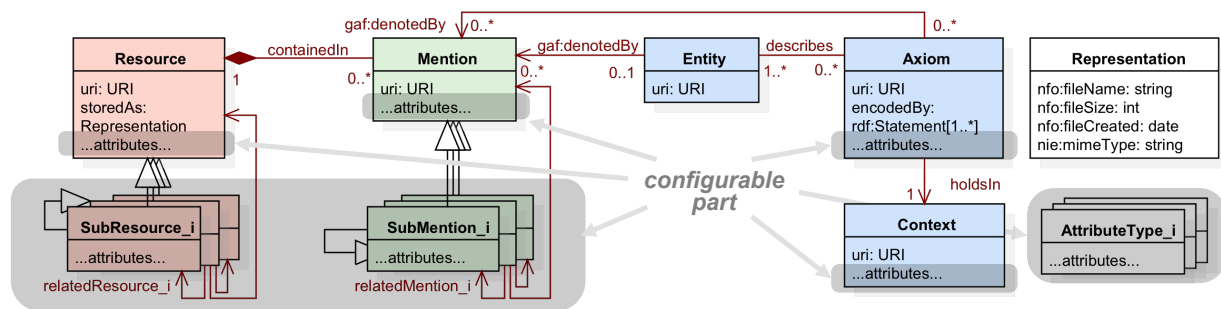 gaf:denotedBy 0..* 0..*
Resource
containedIn
Mention
gaf:denotedBy
Entity
describes
Axiom
Representation
1 0..* 0..* 0..1 1..* 0..*
uri: URI
storedAs:
Representation
...attributes...
uri: URI
...attributes...
uri: URI
uri: URI
encodedBy:
rdf:Statement[1..*]
...attributes...
nfo:fileName: string
nfo:fileSize: int
nfo:fileCreated: date
nie:mimeType: string
configurable
part
1 holdsIn
SubResource_i
...attributes...
relatedResource_i
SubMention_i
...attributes...
relatedMention_i
Context
uri: URI
...attributes...
AttributeType_i
...attributes...